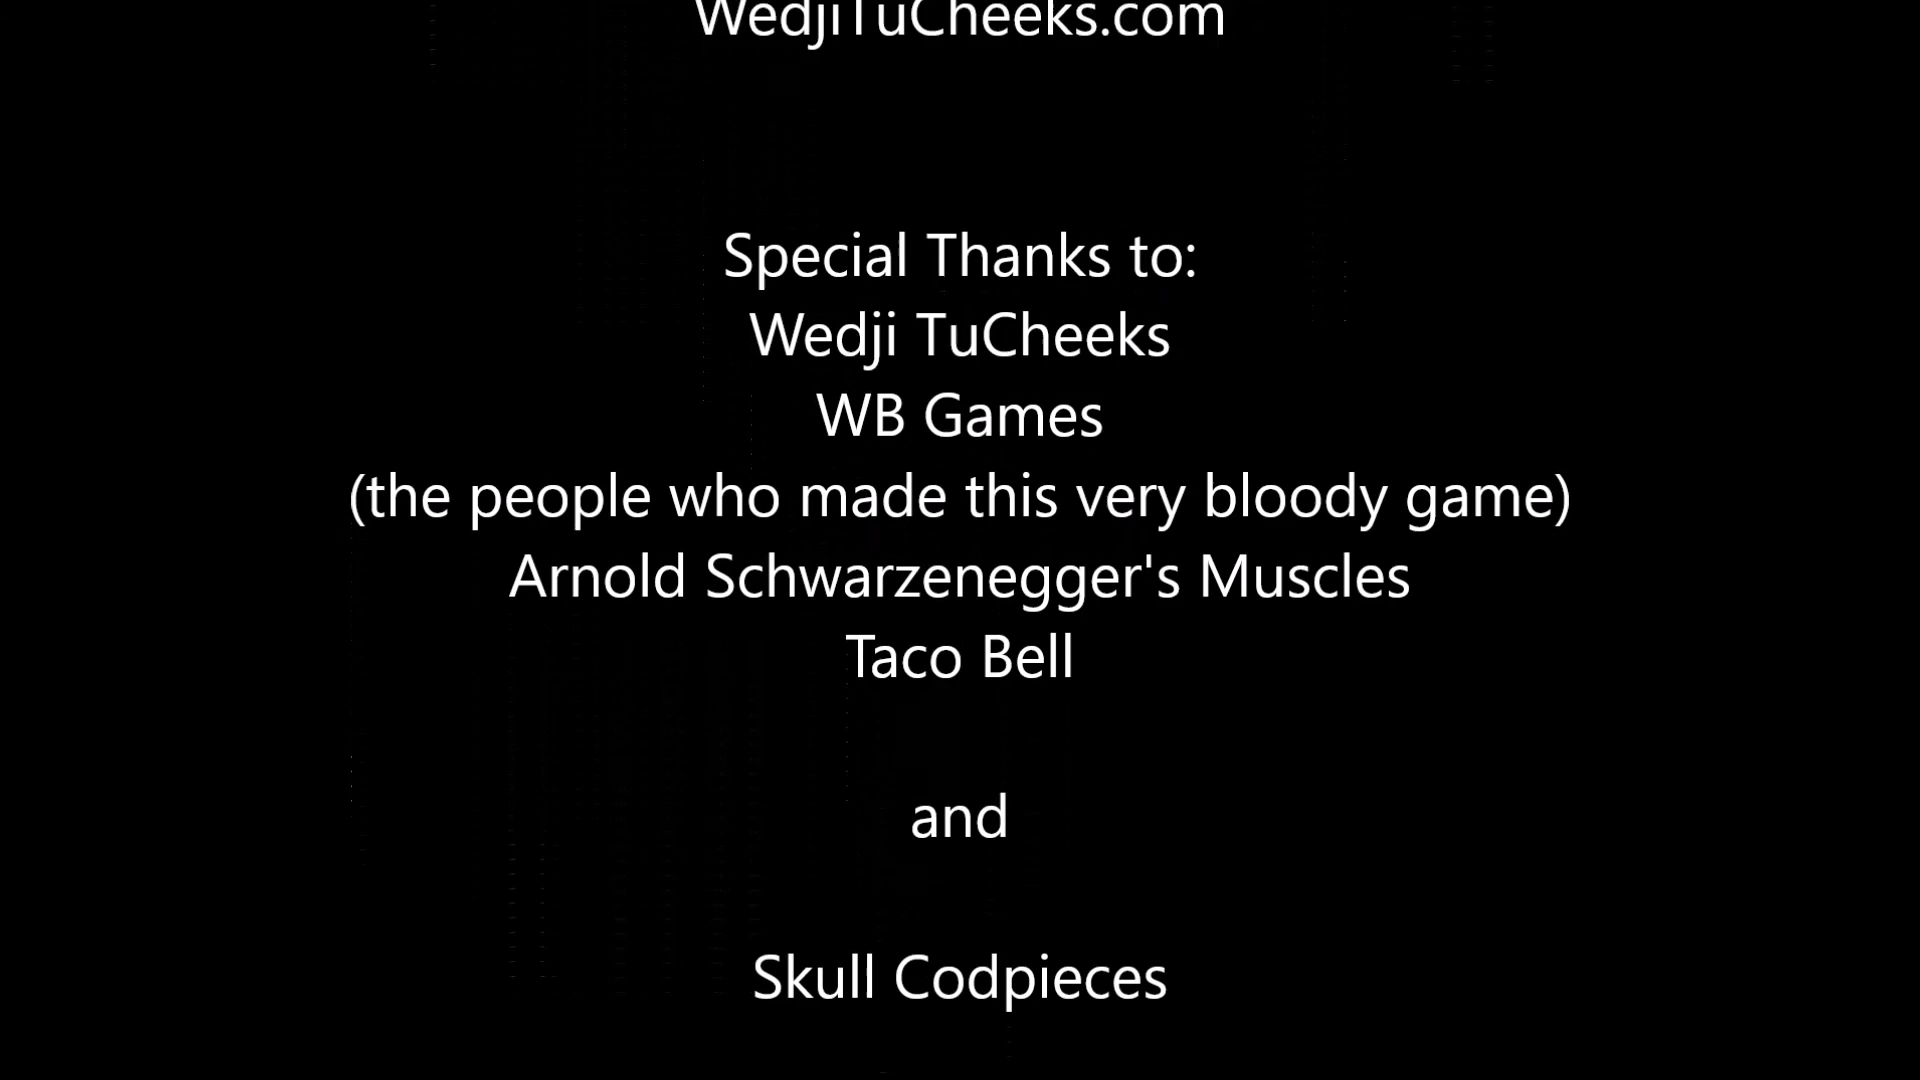 WedjiTuCheeks.com
Special Thanks to:
Wedji TuCheeks
WB Games
(the people who made this very bloody game)
Arnold Schwarzenegger's Muscles
Taco Bell
and
Skull Codpieces